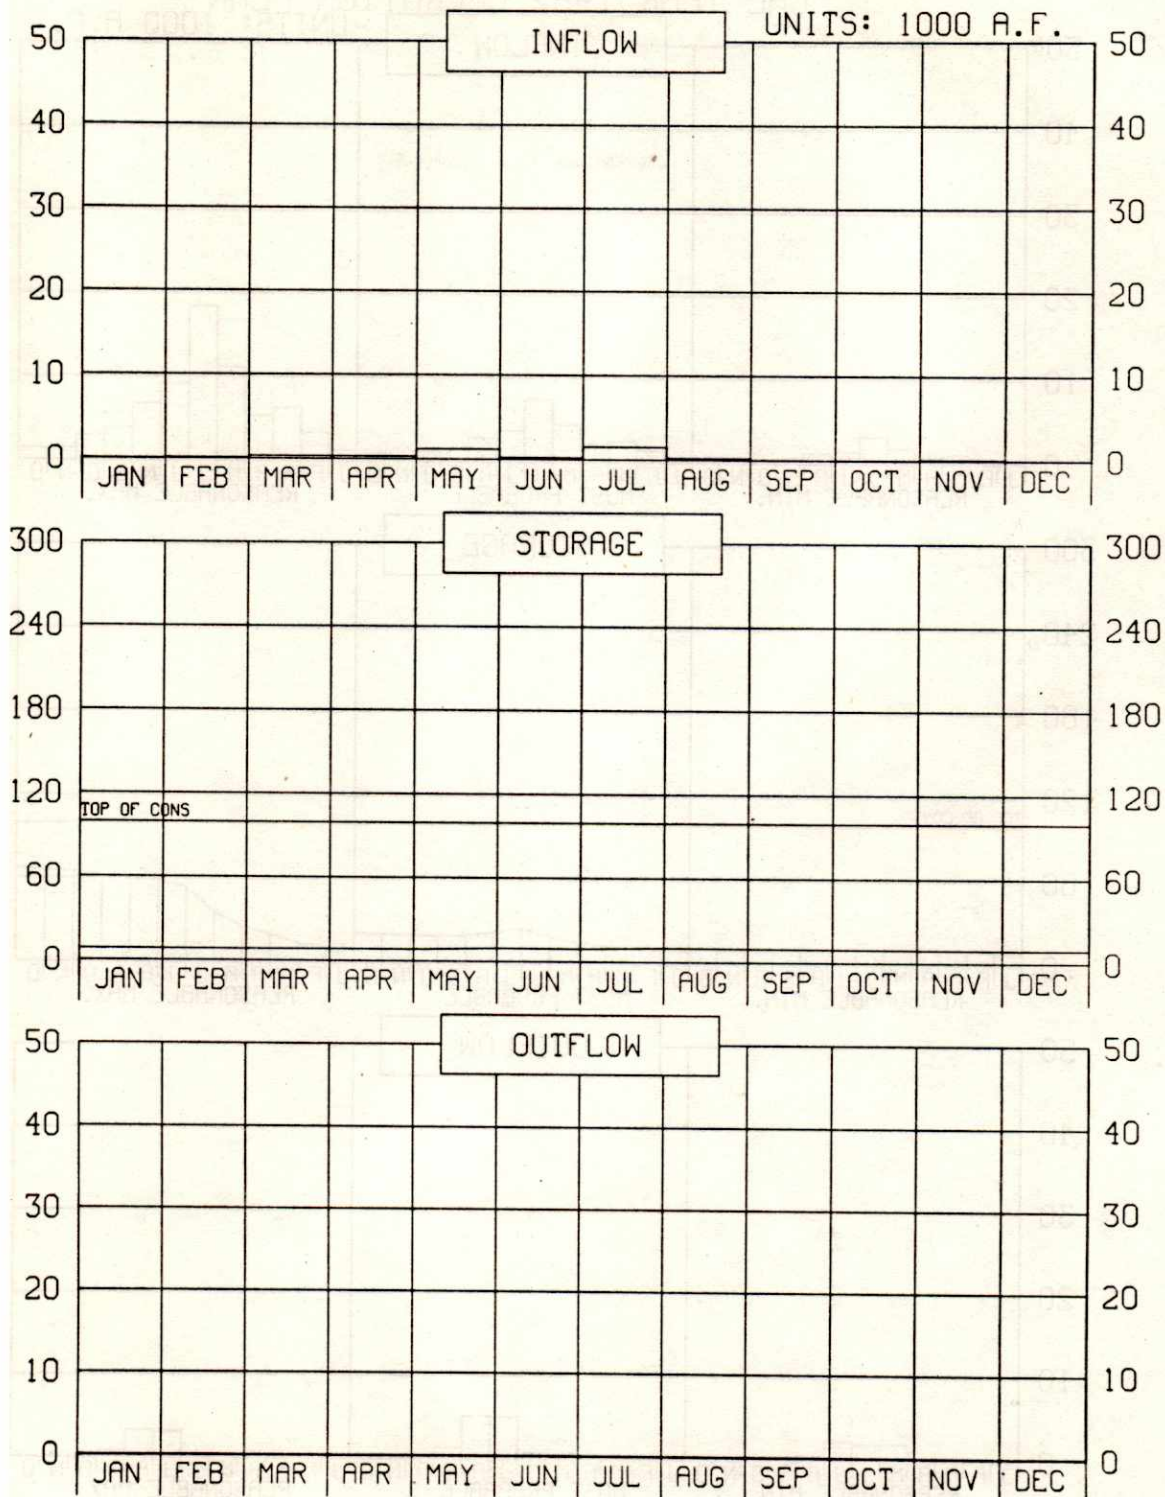 INFLOW UNITS: 1000 A.F.
50 50
40 40
30 30
20 20
10 10
0 0
JAN FEB MAR APR MAY JUN JUL AUG SEP OCT NOV DEC
STORAGE
300 300
240 240
180 180
120 120
TOP OF CONS
60 60
0 0
JAN FEB MAR APR MAY JUN JUL AUG SEP OCT NOV DEC
OUTFLOW
50 50
40 40
30 30
20 20
10 10
0 0
JAN FEB MAR APR MAY JUN JUL AUG SEP OCT NOV DEC